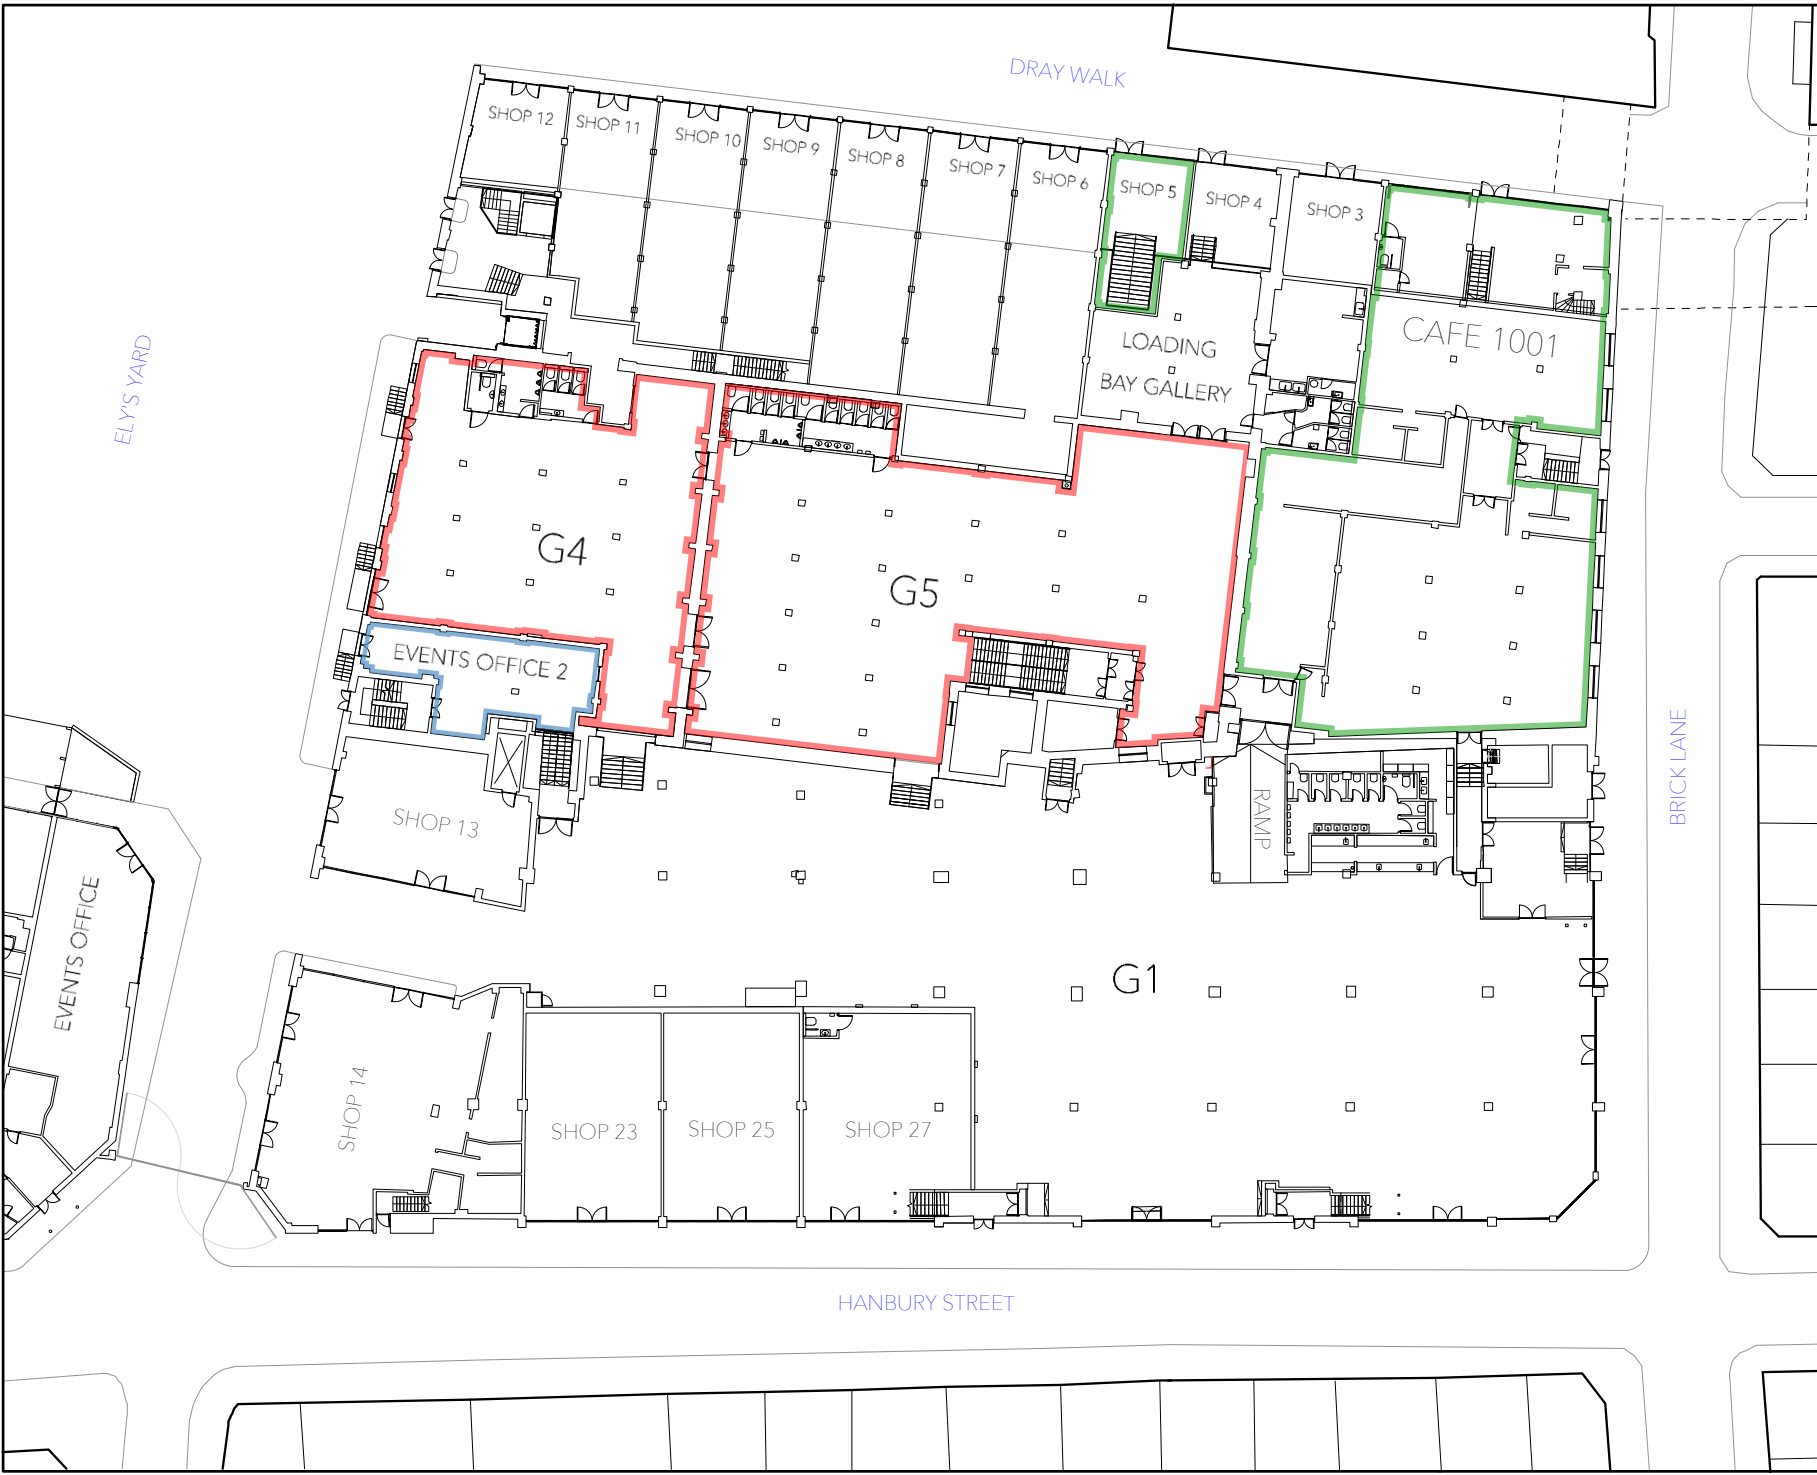 DRAY WALK
SHOP 12
SHOP 11
SHOP 10
SHOP 9
SHOP 8
SHOP 7
SHOP 6
SHOP 5
SHOP 4
SHOP 3
CAFE 1001
LOADING
BAY GALLERY
ELY'S YARD
G4
G5
EVENTS OFFICE 2
BRICK LANE
SHOP 13
RAMP
EVENTS OFFICE
G1
SHOP 14
SHOP 23
SHOP 25
SHOP 27
HANBURY STREET